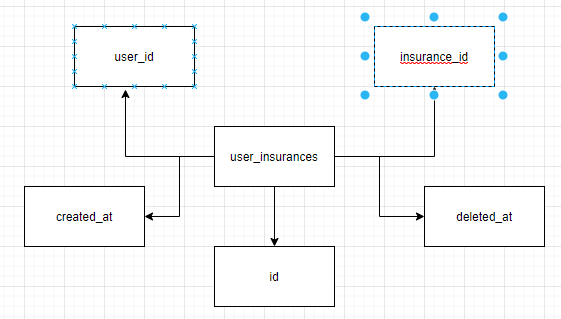 user_id
insurance_id
user_insurances
created_at
deleted_at
id